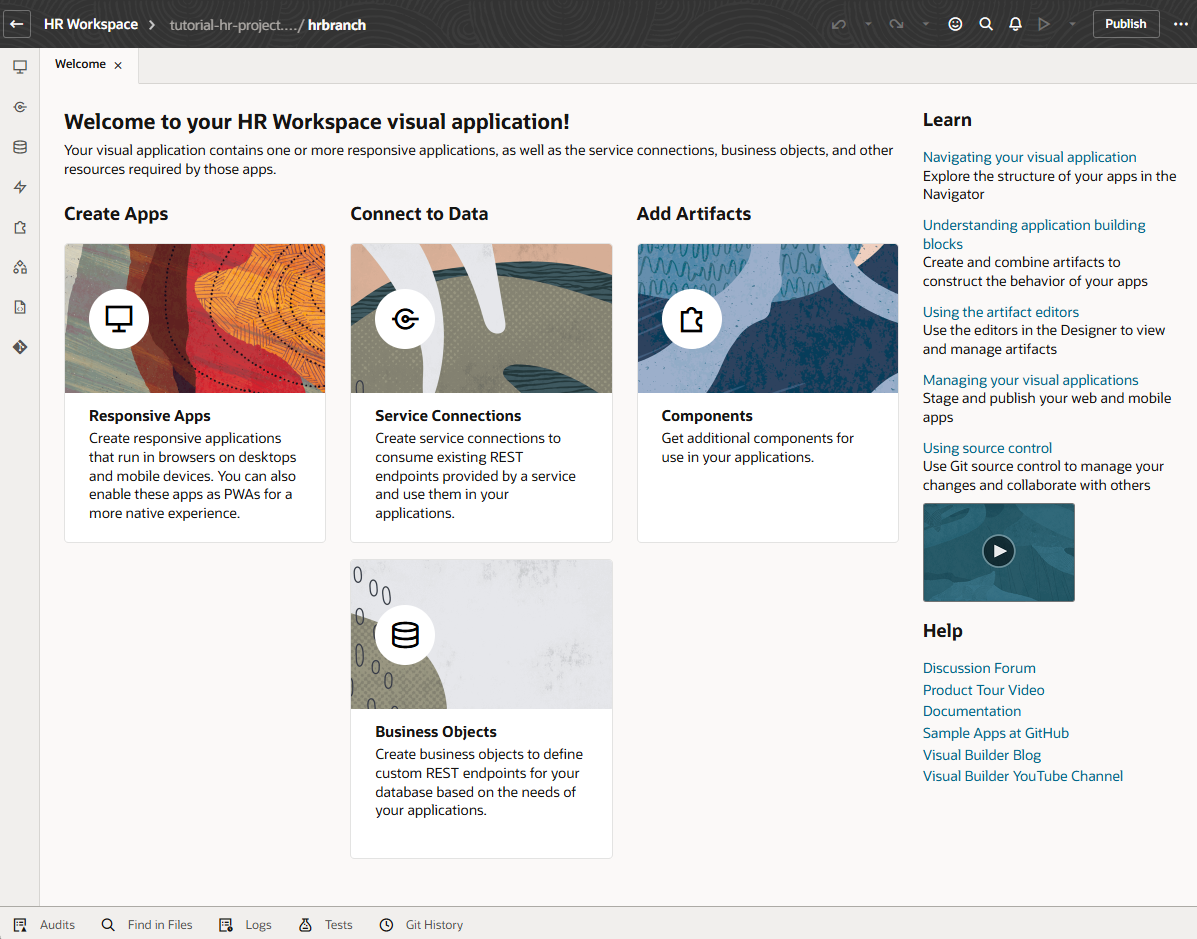 HR Workspace
tutorial-hr-project..../ hrbranch
Publish
Welcome
Welcome to your HR Workspace visual application!
Your visual application contains one or more responsive applications, as well as the service connections, business objects, and other
resources required by those apps.
Create Apps
Responsive Apps
Create responsive applications
that run in browsers on desktops
and mobile devices. You can also
enable these apps as PWAs for a
more native experience.
Connect to Data
Service Connections
Create service connections to
consume existing REST
endpoints provided by a service
and use them in your
applications.
Business Objects
Create business objects to define
custom REST endpoints for your
database based on the needs of
your applications.
Add Artifacts
Components
Get additional components for
use in your applications.
Learn
Navigating your visual application
Explore the structure of your apps in the
Navigator
Understanding application building
blocks
Create and combine artifacts to
construct the behavior of your apps
Using the artifact editors
Use the editors in the Designer to view
and manage artifacts
Managing your visual applications
Stage and publish your web and mobile
apps
Using source control
Use Git source control to manage your
changes and collaborate with others
Help
Discussion Forum
Product Tour Video
Documentation
Sample Apps at GitHub
Visual Builder Blog
Visual Builder YouTube Channel
Audits
Find in Files
Logs
Tests
Git History